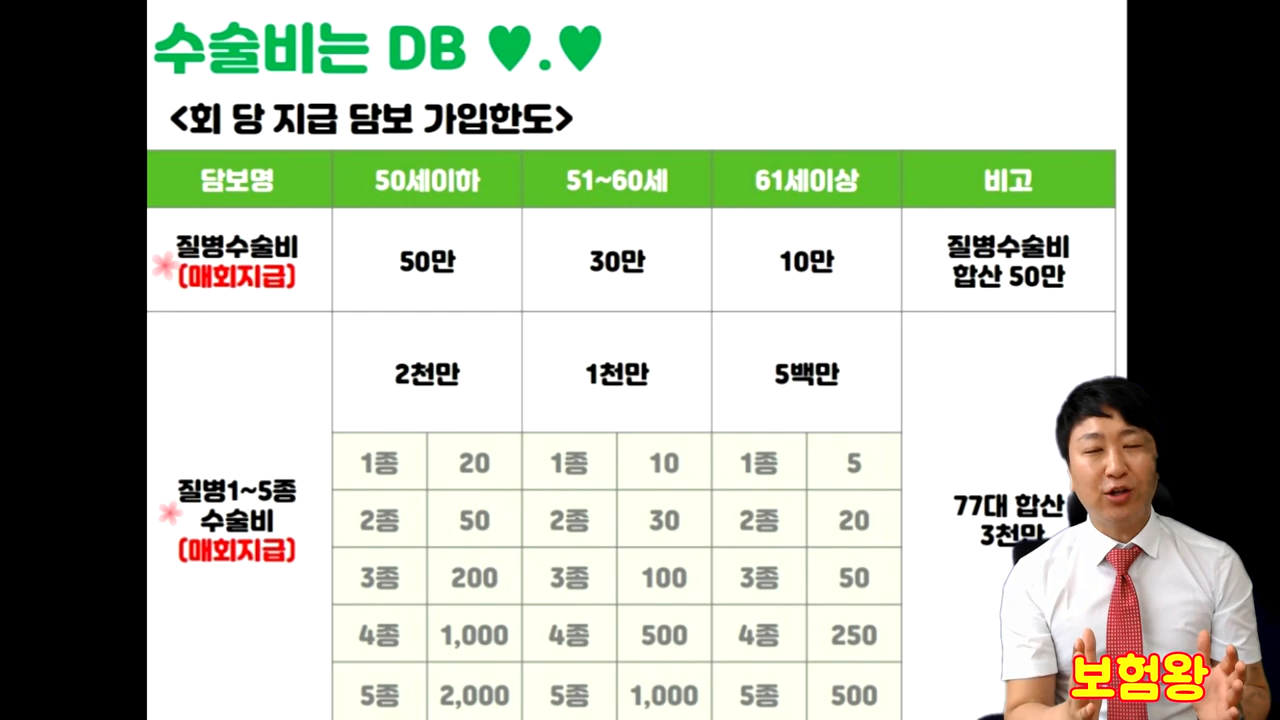 수술비는 DB ♥.♥
<회 당 지급 담보 가입한도>
담보명 50세이하 51~60세 61세이상 비고
질병수술비
(매회지급)
50만 30만 10만
질병수술비
합산 50만
2천만 1천만 5백만
질병1~5종
수술비
(매회지급)
1종 20 1종 10 1종 5
2종 50 2종 30 2종 20
3종 200 3종 100 3종 50
4종 1,000 4종 500 4종 250
5종 2,000 5종 1,000 5종 500
77대 합산
3천만
보험왕